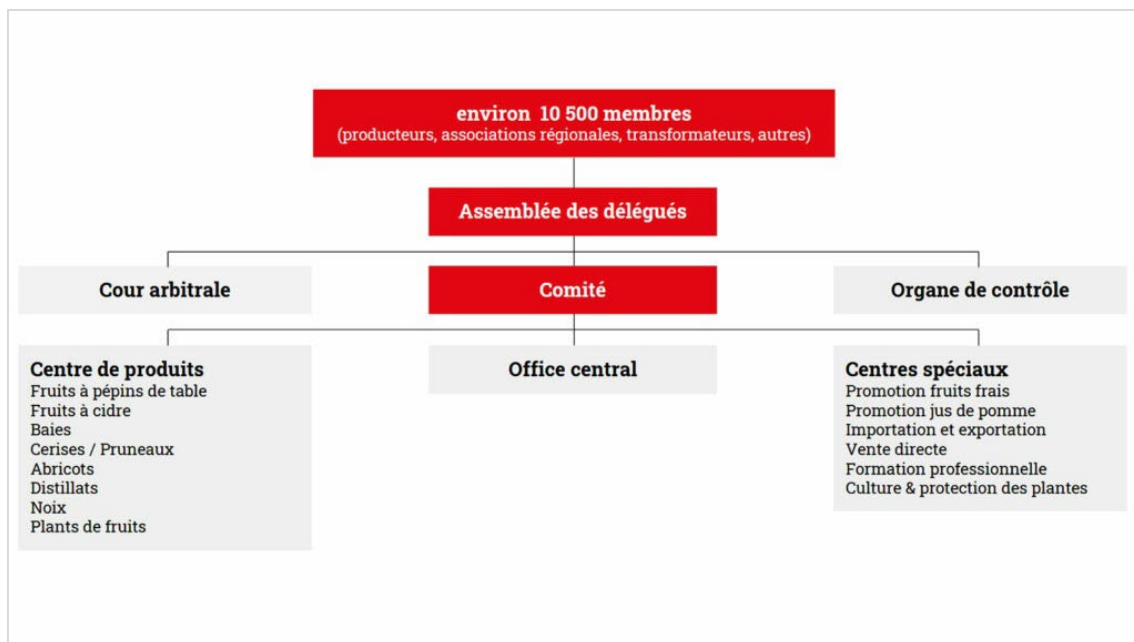 environ 10 500 membres
(producteurs, associations régionales, transformateurs, autres)
Assemblée des délégués
Cour arbitrale
Comité
Organe de contrôle
Centre de produits
Fruits à pépins de table
Fruits à cidre
Baies
Cerises / Pruneaux
Abricots
Distillats
Noix
Plants de fruits
Office central
Centres spéciaux
Promotion fruits frais
Promotion jus de pomme
Importation et exportation
Vente directe
Formation professionnelle
Culture & protection des plantes